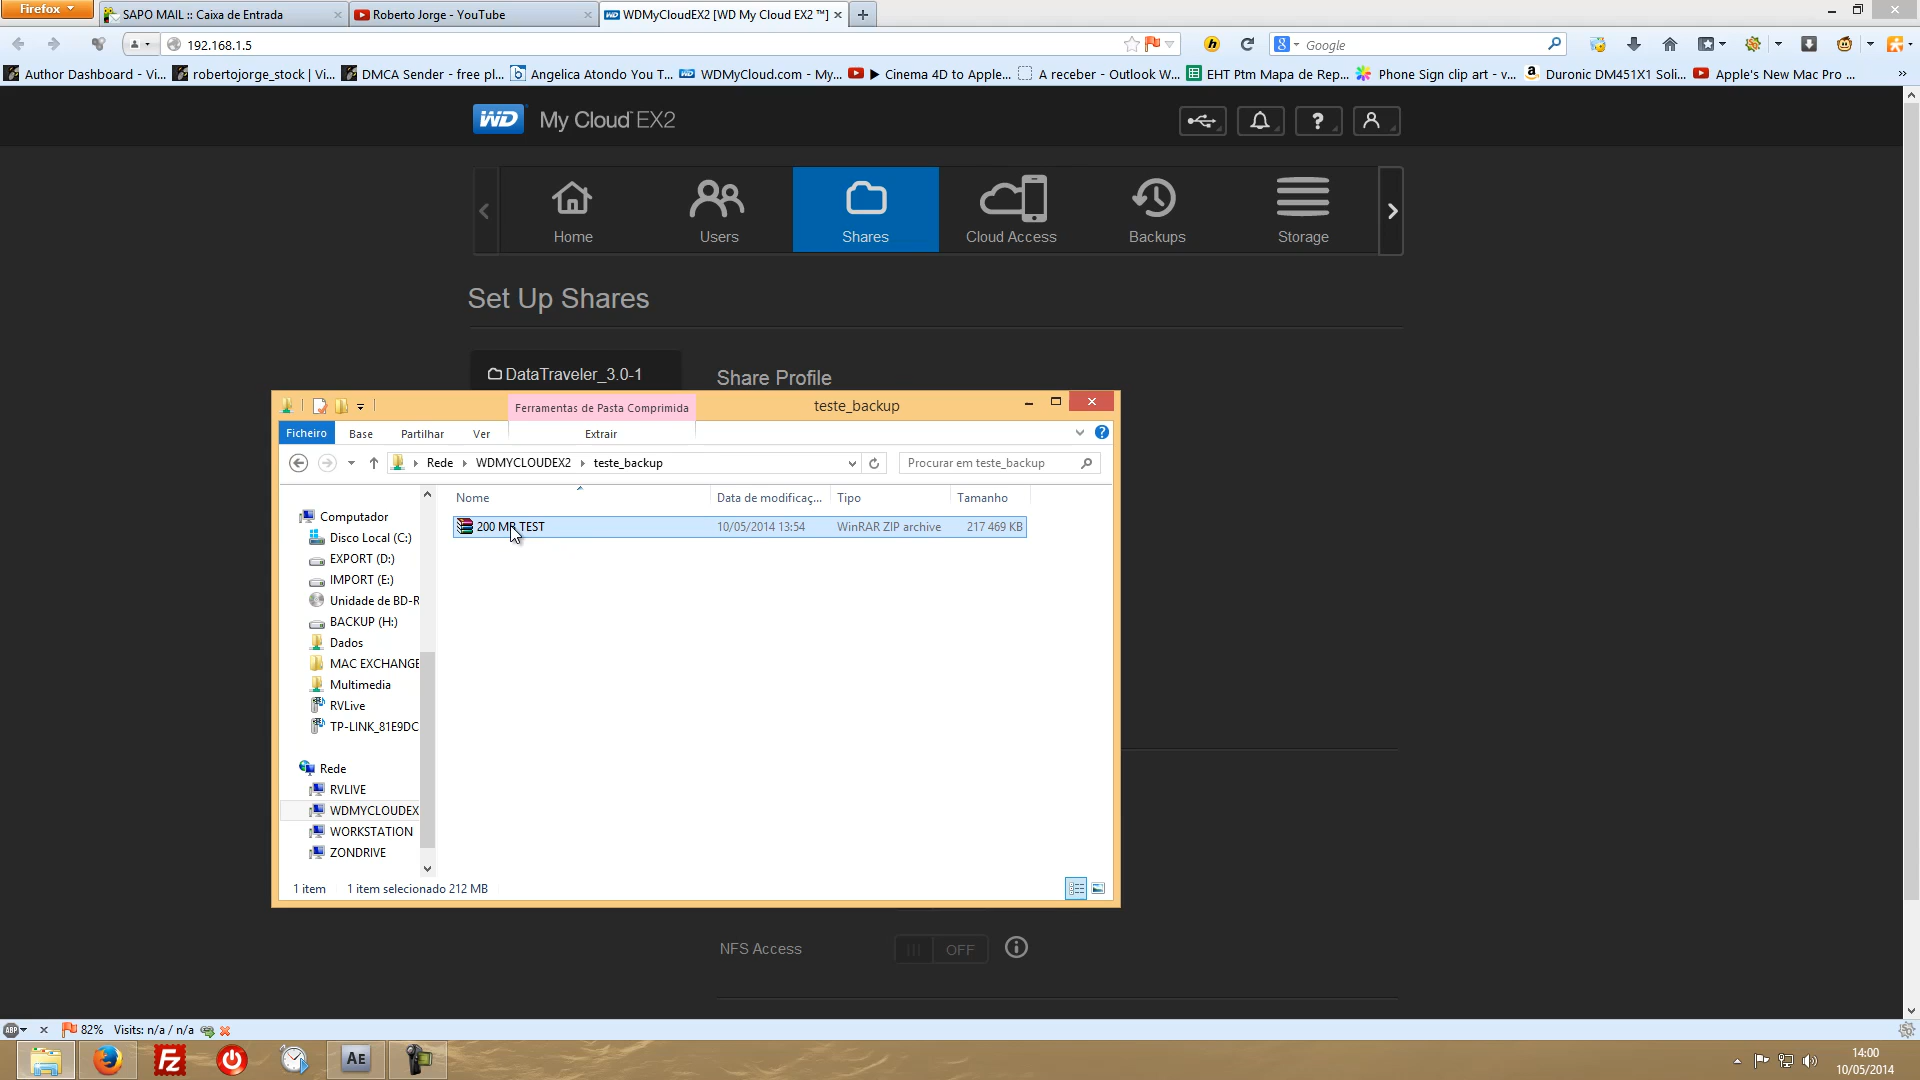 Firefox
SAPO MAIL :: Caixa de Entrada
Roberto Jorge - YouTube
WDMyCloudEX2 [WD My Cloud EX2 ™]
192.168.1.5
Google
Author Dashboard - Vi...
robertojorge_stock | Vi...
DMCA Sender - free pl...
Angelica Atondo You T...
WDMyCloud.com - My...
▶ Cinema 4D to Apple...
A receber - Outlook W...
EHT Ptm Mapa de Rep...
Phone Sign clip art - v...
Duronic DM451X1 Soli...
Apple's New Mac Pro ...
WD My Cloud EX2
Home
Users
Shares
Cloud Access
Backups
Storage
Set Up Shares
DataTraveler_3.0-1
Share Profile
Ferramentas de Pasta Comprimida
teste_backup
Ficheiro
Base
Partilhar
Ver
Extrair
Rede
WDMYCLOUDEX2
teste_backup
Procurar em teste_backup
Nome
Data de modificaç...
Tipo
Tamanho
200 MB TEST
10/05/2014 13:54
WinRAR ZIP archive
217 469 KB
Computador
Disco Local (C:)
EXPORT (D:)
IMPORT (E:)
Unidade de BD-R
BACKUP (H:)
Dados
MAC EXCHANGE
Multimedia
RVLive
TP-LINK_81E9DC
Rede
RVLIVE
WDMYCLOUDEX
WORKSTATION
ZONDRIVE
1 item
1 item selecionado 212 MB
NFS Access
OFF
ABP
82%
Visits: n/a / n/a
Fz
AE
14:00
10/05/2014